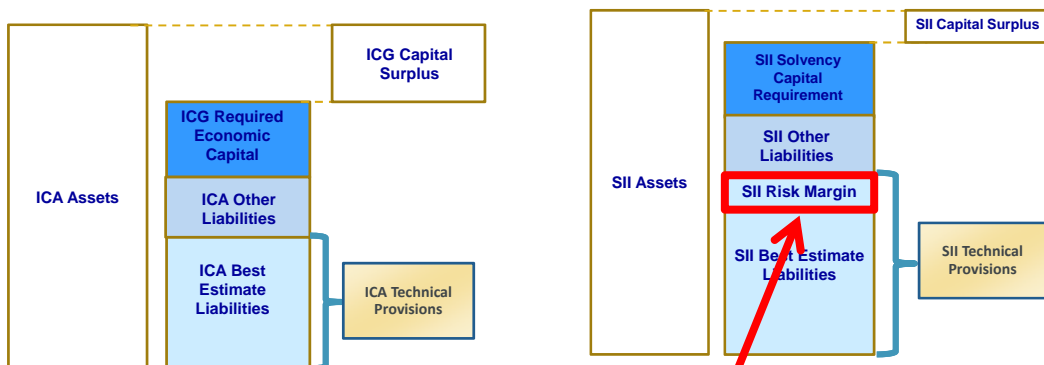 ICA Assets
ICG Capital
Surplus
ICG Required
Economic
Capital
ICA Other
Liabilities
ICA Best
Estimate
Liabilities
ICA Technical
Provisions
SII Assets
SII Capital Surplus
SII Solvency
Capital
Requirement
SII Other
Liabilities
SII Risk Margin
SII Best Estimate
Liabilities
SII Technical
Provisions